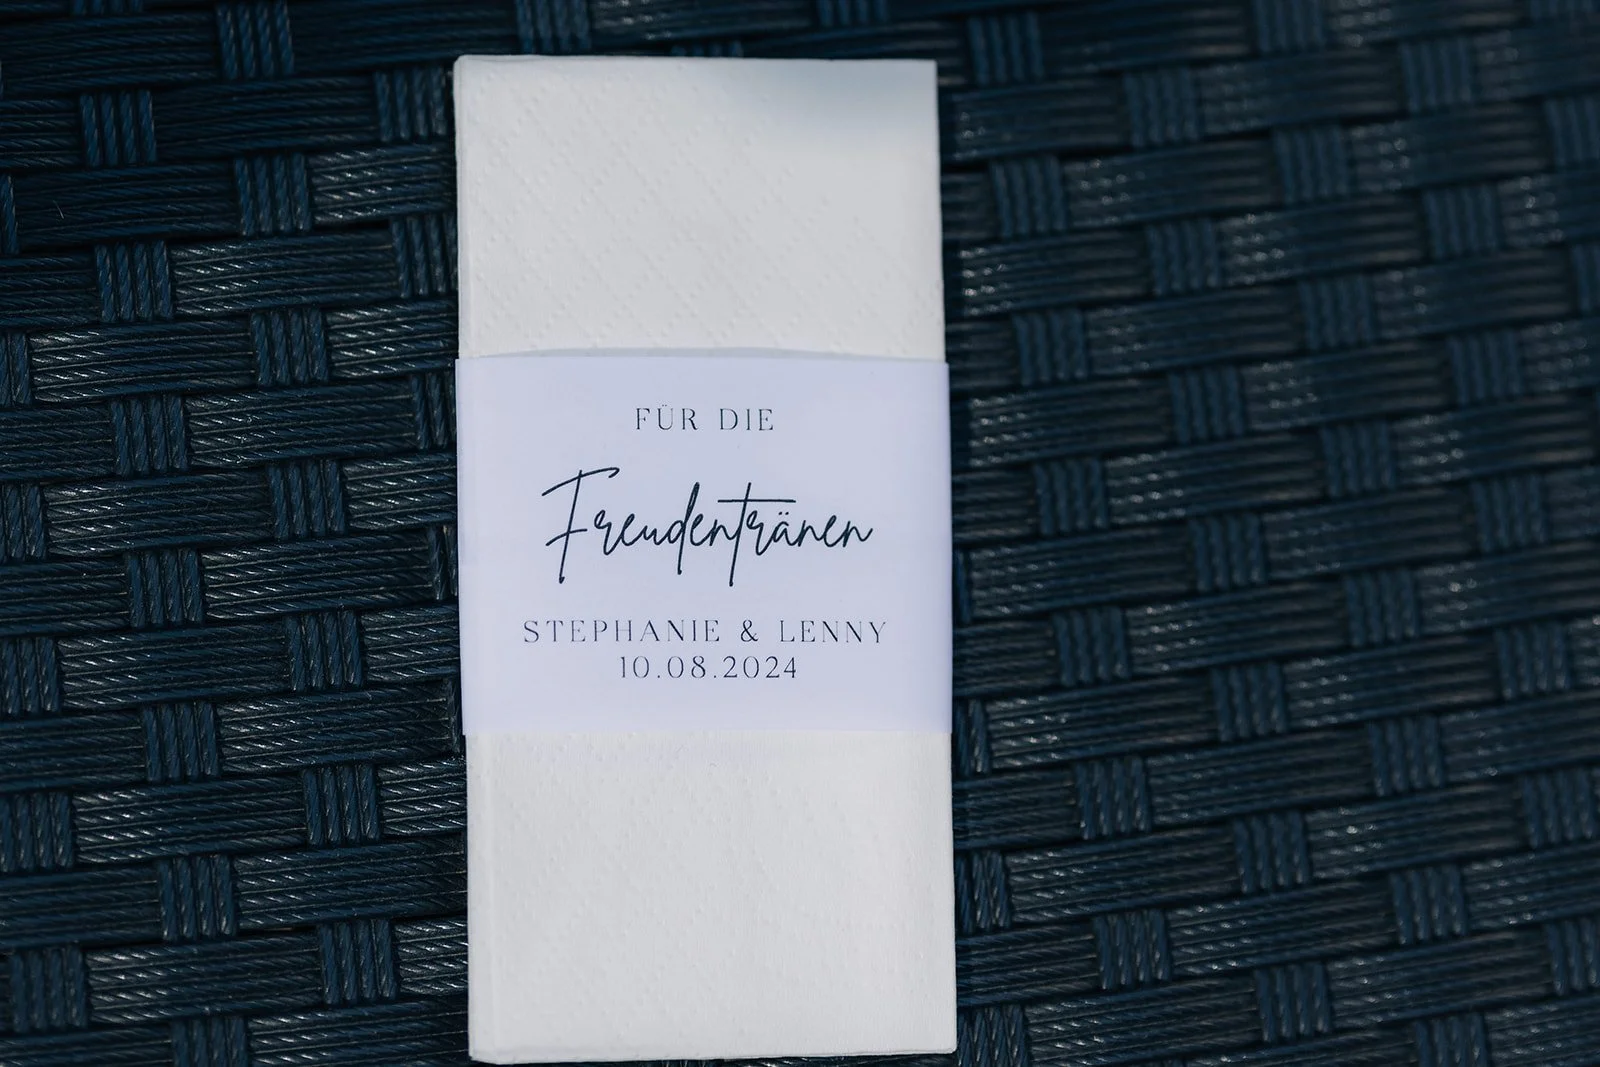 FÜR DIE
Freudentränen
STEPHANIE & LENNY
10.08.2024